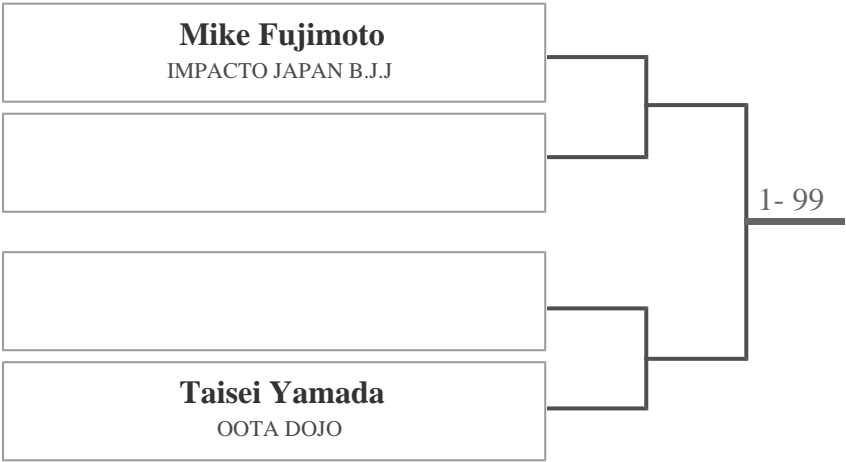 Mike Fujimoto
IMPACTO JAPAN B.J.J
1- 99
Taisei Yamada
OOTA DOJO